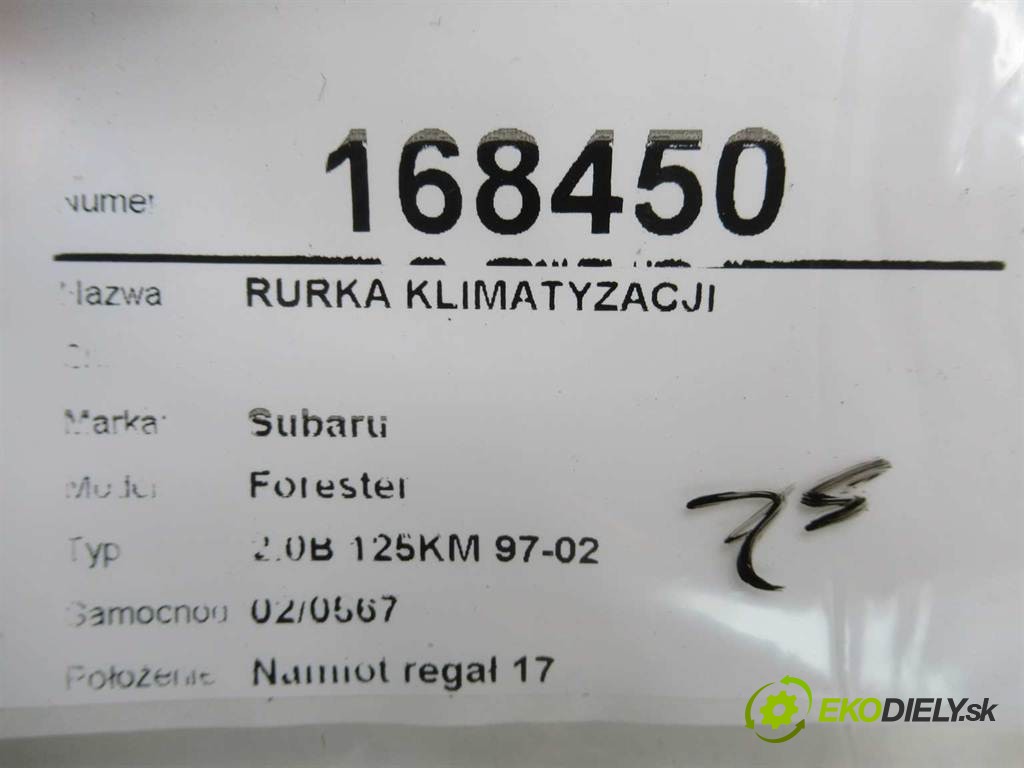 Numer 168450
Nazwa RURKA KLIMATYZACJI
Marka: Subaru
Model Forester
Typ 2.0B 125KM 97-02
Samochód 02/0567
Położenie Namiot regał 17
EKODIELY.sk